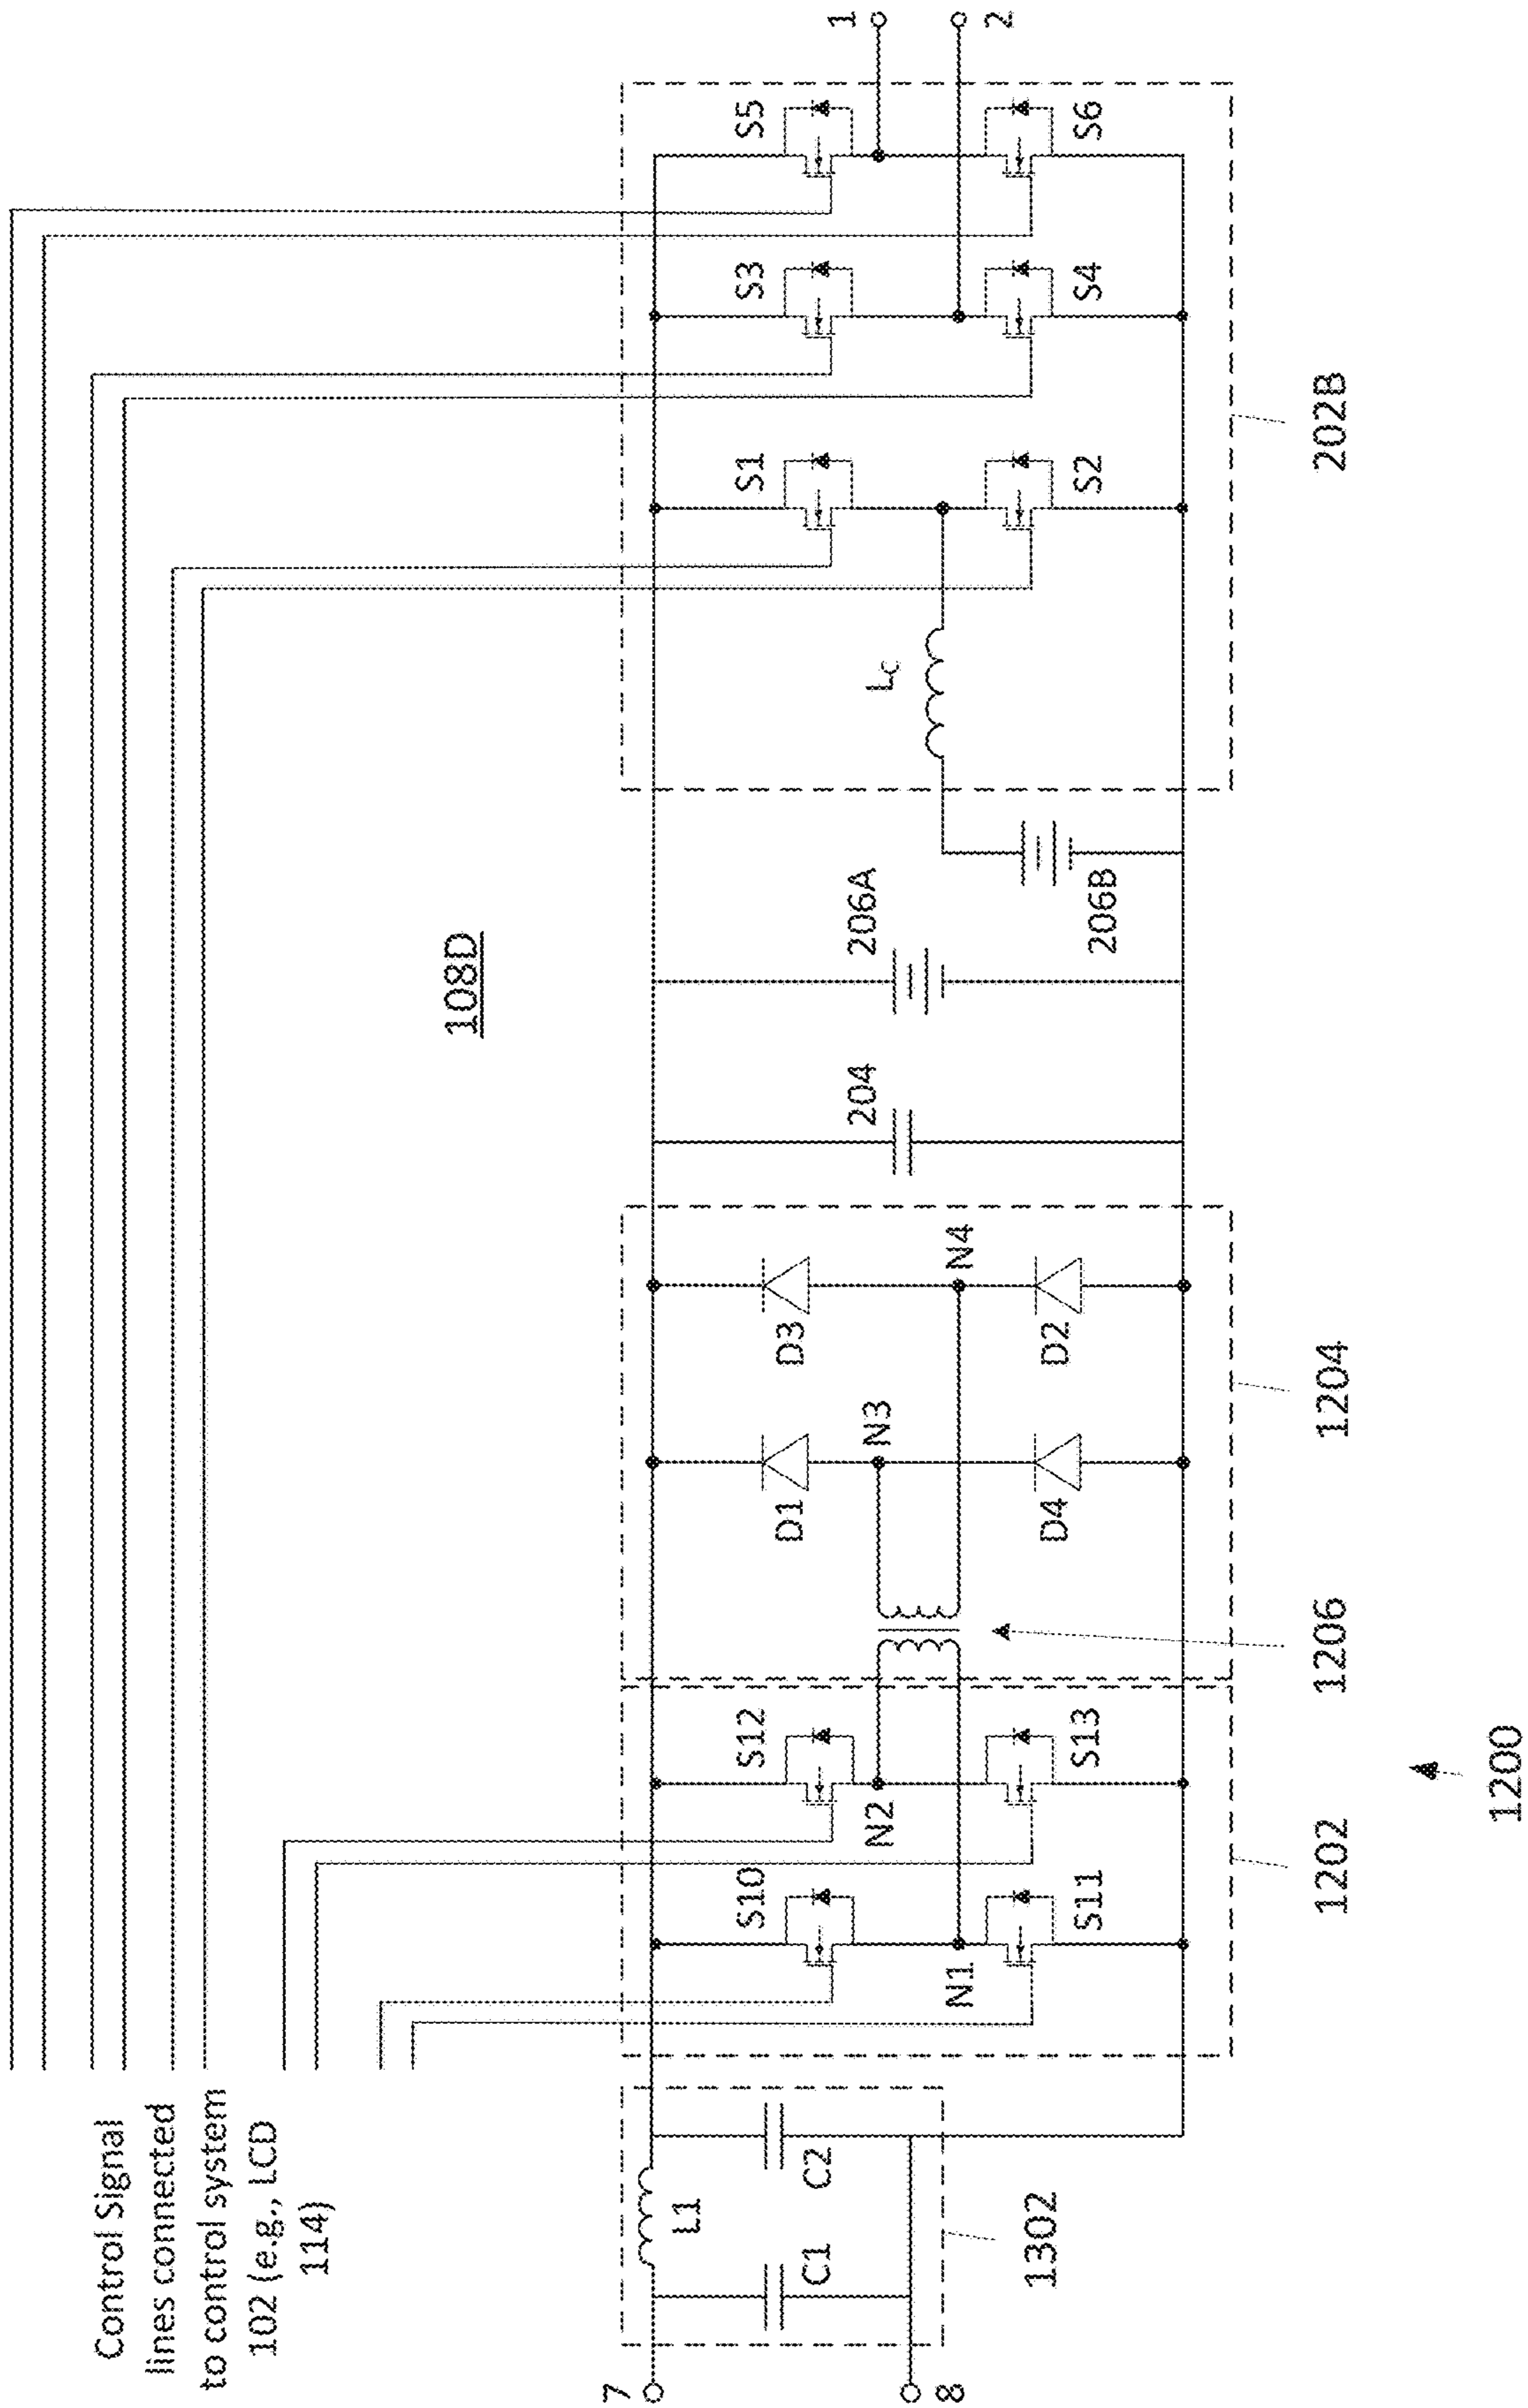 Control Signal
lines connected
to control system
102 (e.g., LCD
114)
108D
7
8
L1
C1
C2
1302
S10
S11
S12
S13
N1
N2
1202
1206
D1
D4
D3
D2
N3
N4
1204
204
206A
206B
LC
S1
S2
S3
S4
S5
S6
1
2
202B
1200